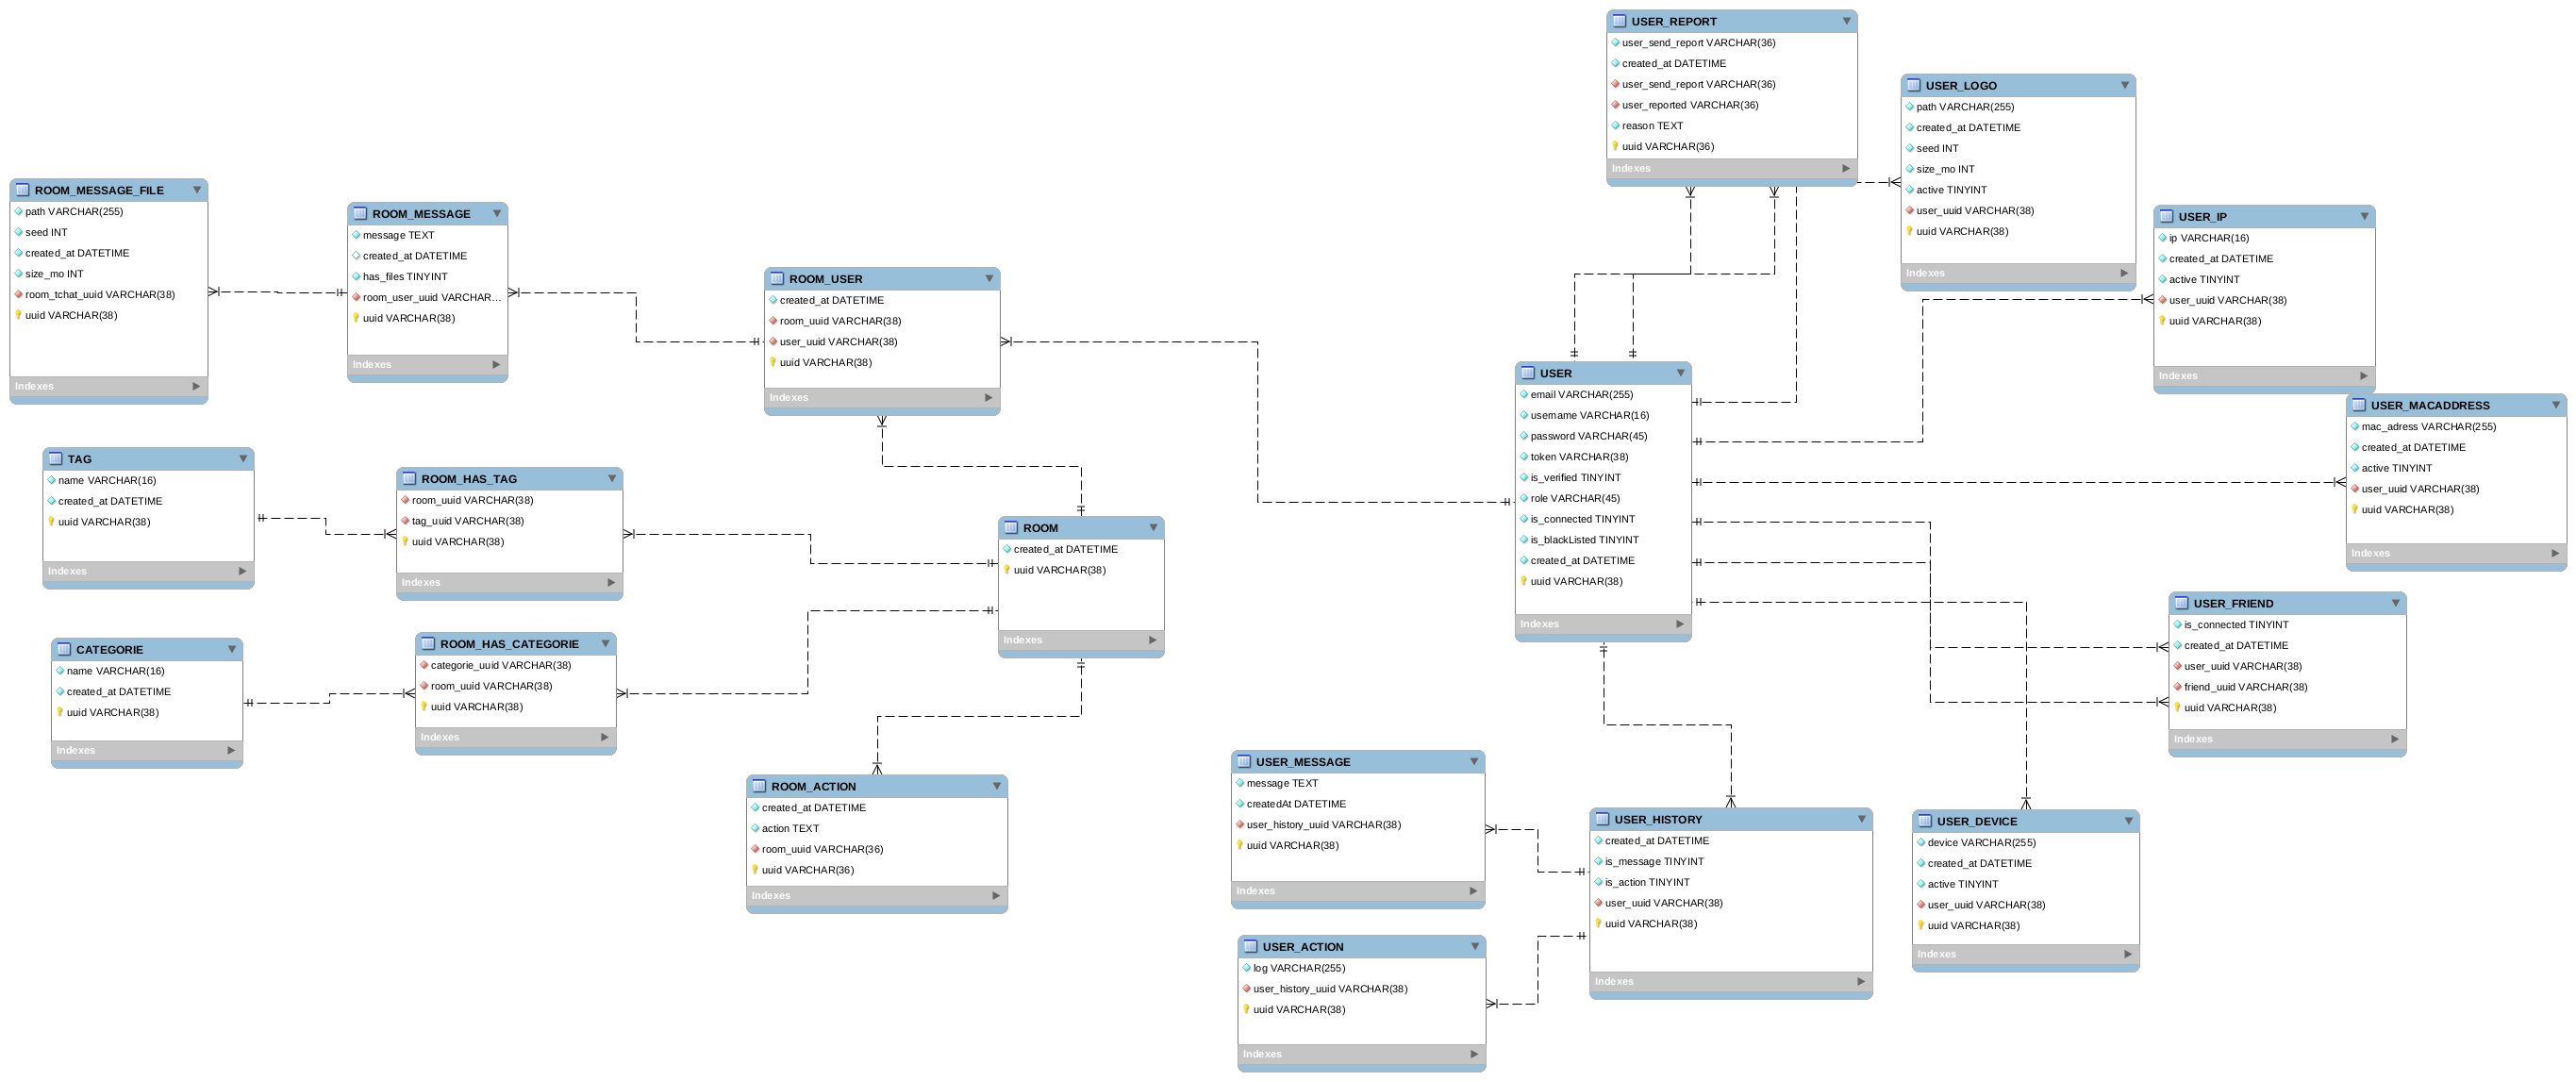 USER_REPORT
user_send_report VARCHAR(36)
created_at DATETIME
user_send_report VARCHAR(36)
user_reported VARCHAR(36)
reason TEXT
uuid VARCHAR(36)
Indexes
USER_LOGO
path VARCHAR(255)
created_at DATETIME
seed INT
size_mo INT
active TINYINT
user_uuid VARCHAR(38)
uuid VARCHAR(38)
Indexes
ROOM_MESSAGE_FILE
path VARCHAR(255)
seed INT
created_at DATETIME
size_mo INT
room_tchat_uuid VARCHAR(38)
uuid VARCHAR(38)
Indexes
ROOM_MESSAGE
message TEXT
created_at DATETIME
has_files TINYINT
room_user_uuid VARCHAR...
uuid VARCHAR(38)
Indexes
ROOM_USER
created_at DATETIME
room_uuid VARCHAR(38)
user_uuid VARCHAR(38)
uuid VARCHAR(38)
Indexes
USER_IP
ip VARCHAR(16)
created_at DATETIME
active TINYINT
user_uuid VARCHAR(38)
uuid VARCHAR(38)
Indexes
USER
email VARCHAR(255)
username VARCHAR(16)
password VARCHAR(45)
token VARCHAR(38)
is_verified TINYINT
role VARCHAR(45)
is_connected TINYINT
is_blackListed TINYINT
created_at DATETIME
uuid VARCHAR(38)
Indexes
USER_MACADDRESS
mac_adress VARCHAR(255)
created_at DATETIME
active TINYINT
user_uuid VARCHAR(38)
uuid VARCHAR(38)
Indexes
TAG
name VARCHAR(16)
created_at DATETIME
uuid VARCHAR(38)
Indexes
ROOM_HAS_TAG
room_uuid VARCHAR(38)
tag_uuid VARCHAR(38)
uuid VARCHAR(38)
Indexes
ROOM
created_at DATETIME
uuid VARCHAR(38)
Indexes
USER_FRIEND
is_connected TINYINT
created_at DATETIME
user_uuid VARCHAR(38)
friend_uuid VARCHAR(38)
uuid VARCHAR(38)
Indexes
CATEGORIE
name VARCHAR(16)
created_at DATETIME
uuid VARCHAR(38)
Indexes
ROOM_HAS_CATEGORIE
categorie_uuid VARCHAR(38)
room_uuid VARCHAR(38)
uuid VARCHAR(38)
Indexes
ROOM_ACTION
created_at DATETIME
action TEXT
room_uuid VARCHAR(36)
uuid VARCHAR(36)
Indexes
USER_MESSAGE
message TEXT
createdAt DATETIME
user_history_uuid VARCHAR(38)
uuid VARCHAR(38)
Indexes
USER_HISTORY
created_at DATETIME
is_message TINYINT
is_action TINYINT
user_uuid VARCHAR(38)
uuid VARCHAR(38)
Indexes
USER_DEVICE
device VARCHAR(255)
created_at DATETIME
active TINYINT
user_uuid VARCHAR(38)
uuid VARCHAR(38)
Indexes
USER_ACTION
log VARCHAR(255)
user_history_uuid VARCHAR(38)
uuid VARCHAR(38)
Indexes